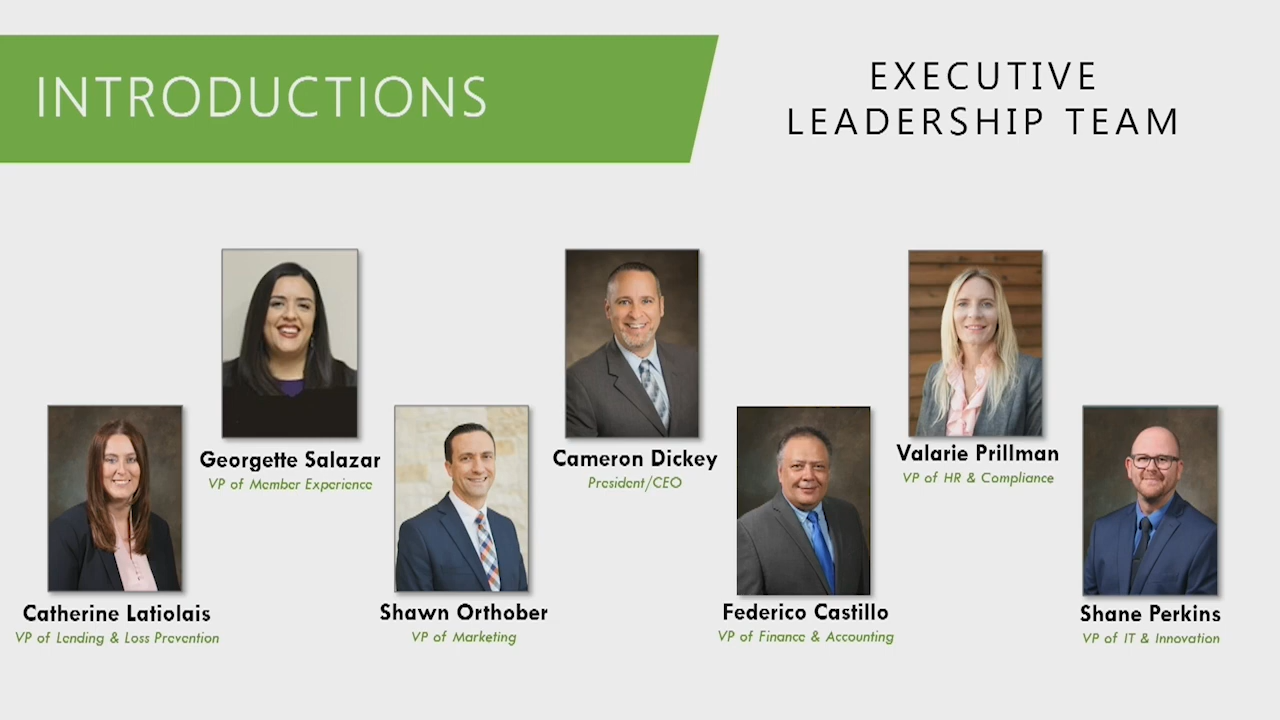 INTRODUCTIONS
EXECUTIVE
LEADERSHIP TEAM
Georgette Salazar
VP of Member Experience
Cameron Dickey
President/CEO
Valarie Prillman
VP of HR & Compliance
Catherine Latiolais
VP of Lending & Loss Prevention
Shawn Orthober
VP of Marketing
Federico Castillo
VP of Finance & Accounting
Shane Perkins
VP of IT & Innovation